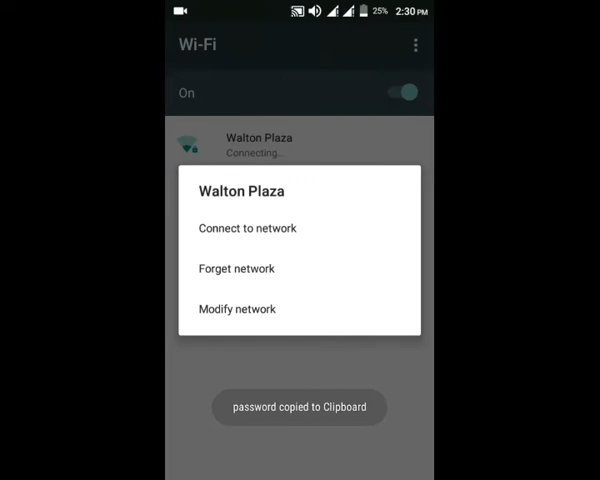 25% 2:30 PM
Wi-Fi
On
Walton Plaza
Connecting...
Walton Plaza
Connect to network
Forget network
Modify network
password copied to Clipboard